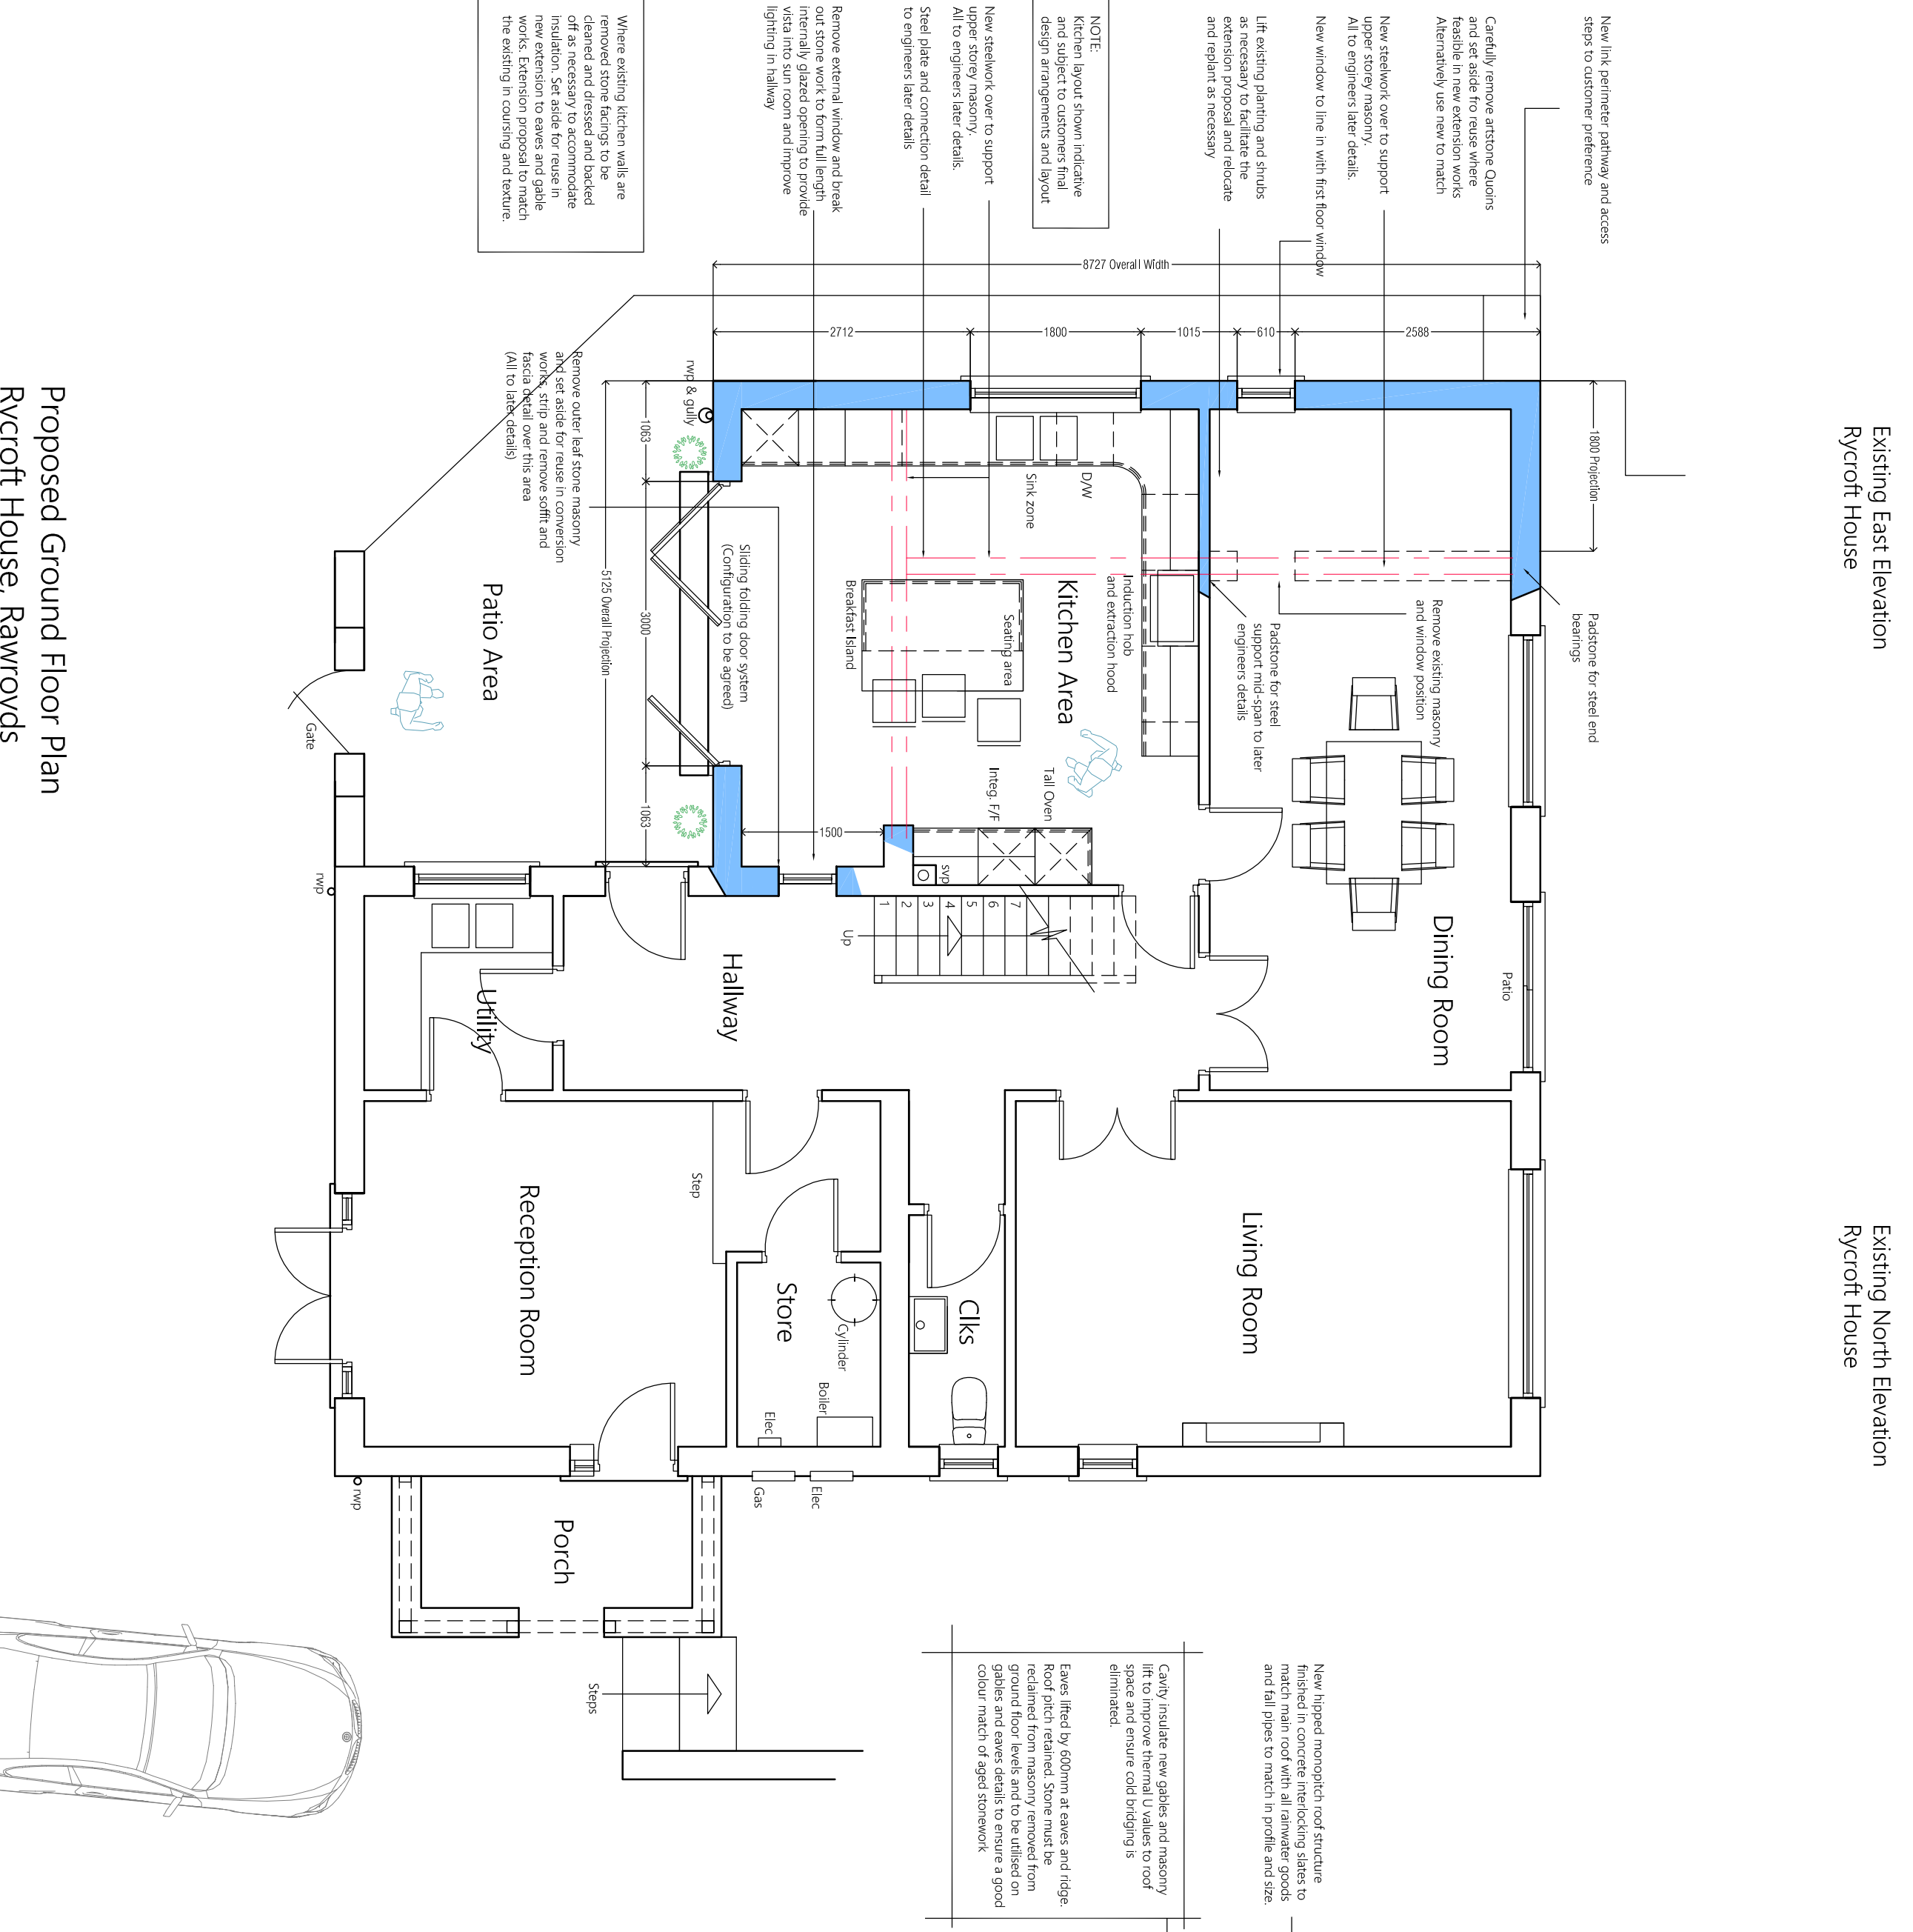 Existing East Elevation
Rycroft House
Existing North Elevation
Rycroft House
New link perimeter pathway and access
steps to customer preference
Carefully remove artstone Quoins
and set aside fro reuse where
feasible in new extension works
Alternatively use new to match
New steelwork over to support
upper storey masonry.
All to engineers later details.
New window to line in with first floor window
Lift existing planting and shrubs
as necesaary to facilitate the
extension proposal and relocate
and replant as necessary
NOTE:
Kitchen layout shown indicative
and subject to customers final
design arrangements and layout
New steelwork over to support
upper storey masonry.
All to engineers later details.
Steel plate and connection detail
to engineers later details
Remove external window and break
out stone work to form full length
internally glazed opening to provide
vista into sun room and improve
lighting in hallway
Where existing kitchen walls are
removed stone facings to be
cleaned and dressed and backed
off as necessary to accommodate
insulation. Set aside for reuse in
new extension to eaves and gable
works. Extension proposal to match
the existing in coursing and texture.
8727 Overall Width
2712
1800
1015
610
2588
1800 Projection
Remove outer leaf stone masonry
and set aside for reuse in conversion
works, strip and remove soffit and
fascia detail over this area
(All to later details)
rwp & gully
1063
3000
1063
5125 Overall Projection
Sliding folding door system
(Configuration to be agreed)
D/W
Sink zone
Induction hob
and extraction hood
Kitchen Area
Seating area
Breakfast Island
Tall Oven
Integ. F/F
svp
1500
Padstone for steel end
bearings
Remove existing masonry
and window position
Padstone for steel
support mid-span to later
engineers details
Dining Room
Patio
Patio Area
Gate
rwp
1
2
3
4
5
6
7
Up
Hallway
Utility
Step
Reception Room
Living Room
Store
Cylinder
Boiler
Elec
Clks
Gas
Elec
rwp
Porch
Steps
New hipped monopitch roof structure
finished in concrete interlocking slates to
match main roof with all rainwater goods
and fall pipes to match in profile and size.
Cavity insulate new gables and masonry
lift to improve thermal U values to roof
space and ensure cold bridging is
eliminated.
Eaves lifted by 600mm at eaves and ridge.
Roof pitch retained. Stone must be
reclaimed from masonry removed from
ground floor levels and to be utilised on
gables and eaves details to ensure a good
colour match of aged stonework
Proposed Ground Floor Plan
Rycroft House, Rawroyds